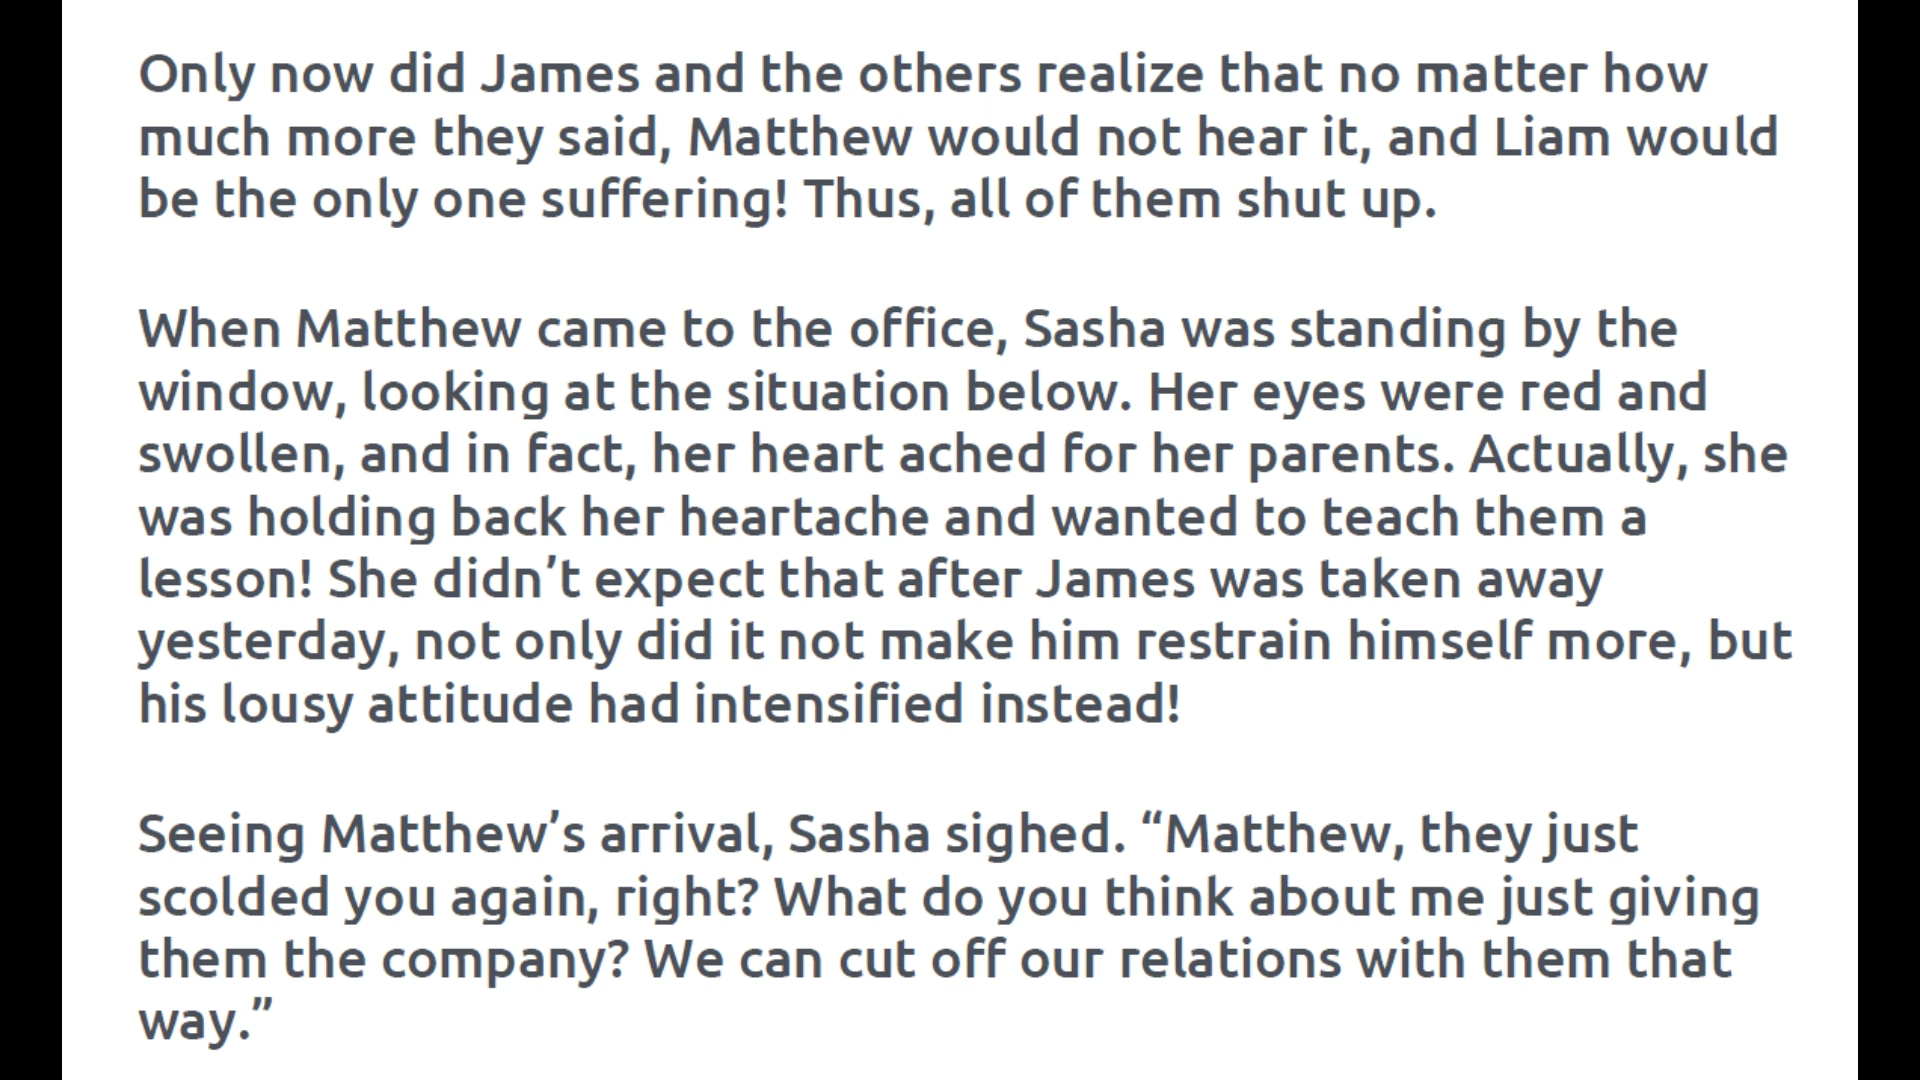 Only now did James and the others realize that no matter how
much more they said, Matthew would not hear it, and Liam would
be the only one suffering! Thus, all of them shut up.
When Matthew came to the office, Sasha was standing by the
window, looking at the situation below. Her eyes were red and
swollen, and in fact, her heart ached for her parents. Actually, she
was holding back her heartache and wanted to teach them a
lesson! She didn’t expect that after James was taken away
yesterday, not only did it not make him restrain himself more, but
his lousy attitude had intensified instead!
Seeing Matthew’s arrival, Sasha sighed. “Matthew, they just
scolded you again, right? What do you think about me just giving
them the company? We can cut off our relations with them that
way.”